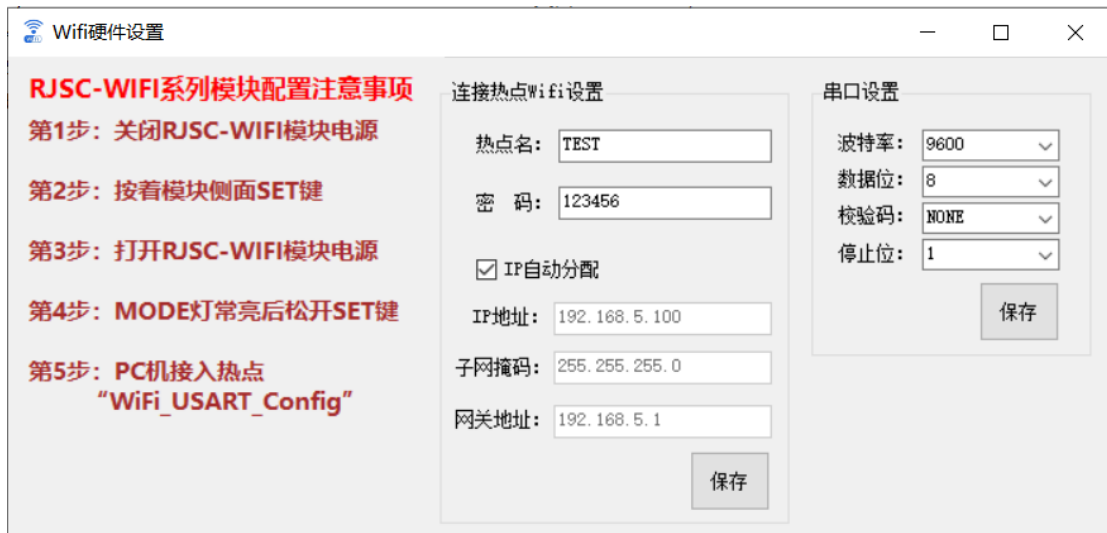 Wifi硬件设置
RJSC-WIFI系列模块配置注意事项
第1步：关闭RJSC-WIFI模块电源
第2步：按着模块侧面SET键
第3步：打开RJSC-WIFI模块电源
第4步：MODE灯常亮后松开SET键
第5步：PC机接入热点
“WiFi_USART_Config”
连接热点Wifi设置
热点名： TEST
密 码： 123456
IP自动分配
IP地址： 192.168.5.100
子网掩码： 255.255.255.0
网关地址： 192.168.5.1
保存
串口设置
波特率： 9600
数据位： 8
校验码： NONE
停止位： 1
保存